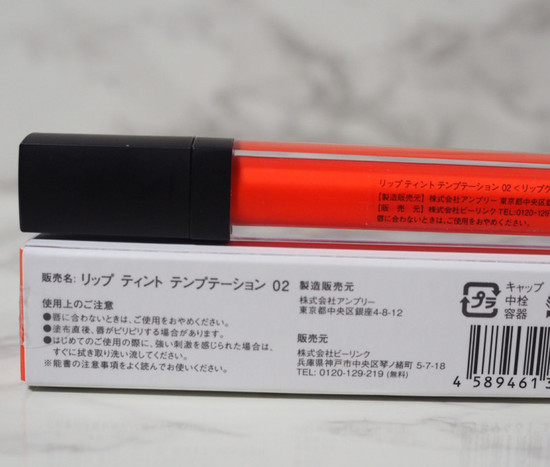 リップ ティント テンプテーション 02 <リップグ
【製造販売元】株式会社アンプリー 東京都中央区銀座
【販 売 元】株式会社ビーリンク TEL:0120-129
唇に合わないときは、ご使用をおやめください。
販売名: リップ ティント テンプテーション 02
使用上のご注意
●唇に合わないときは、ご使用をおやめください。
●塗布直後、唇がピリピリする場合があります。
●はじめてのご使用の際に、強い刺激を感じられた場合は、
すぐに拭き取り洗い流してください。
※能書の注意事項をよく読んでお使いください。
製造販売元
株式会社アンプリー
東京都中央区銀座4-8-12
販売元
株式会社ビーリンク
兵庫県神戸市中央区琴ノ緒町 5-7-18
TEL: 0120-129-219 (無料)
プラ
キャップ
中栓
容器
4 589461 3